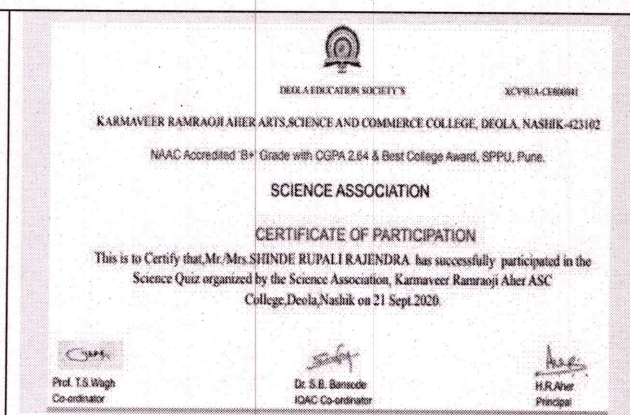 DEOLA EDUCATION SOCIETY'S
KARMAVEER RAMRAOJI AHER ARTS,SCIENCE AND COMMERCE COLLEGE, DEOLA, NASHIK-423102
NAAC Accredited 'B+' Grade with CGPA 2.64 & Best College Award, SPPU, Pune.
SCIENCE ASSOCIATION
CERTIFICATE OF PARTICIPATION
This is to Certify that,Mr./Mrs.SHINDE RUPALI RAJENDRA has successfully participated in the
Science Quiz organized by the Science Association, Karmaveer Ramraoji Aher ASC
College,Deola,Nashik on 21 Sept.2020.
Prof. T.S.Wagh
Co-ordinator
Dr. S.B. Bansode
IQAC Co-ordinator
H.R.Aher
Principal